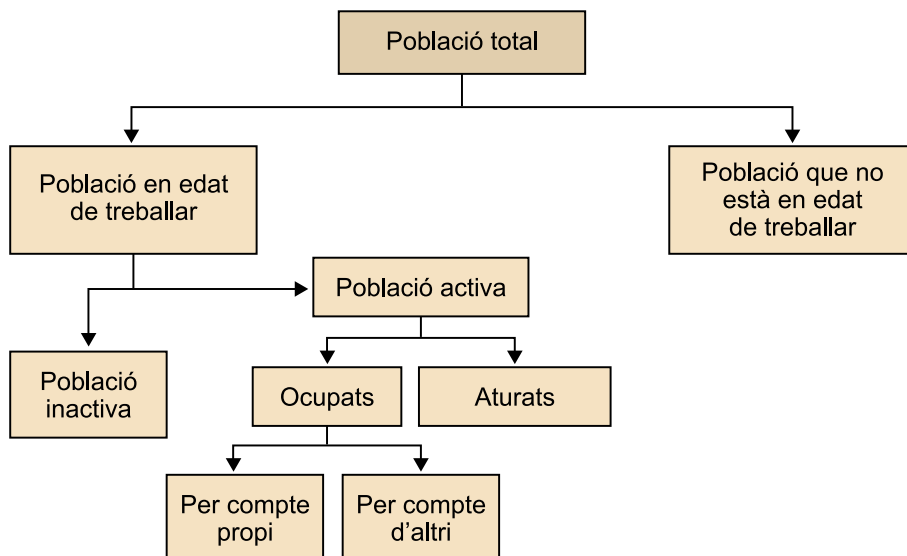 Població total
Població en edat
de treballar
Població que no
està en edat
de treballar
Població activa
Població
inactiva
Ocupats
Aturats
Per compte
propi
Per compte
d'altri